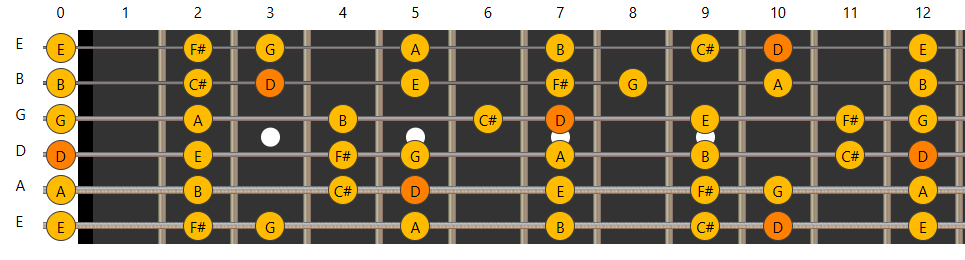 0 1 2 3 4 5 6 7 8 9 10 11 12
E E F# G A B C# D E
B B C# D E F# G A B
G G A B C# D E F# G
D D E F# G A B C# D
A A B C# D E F# G A
E E F# G A B C# D E